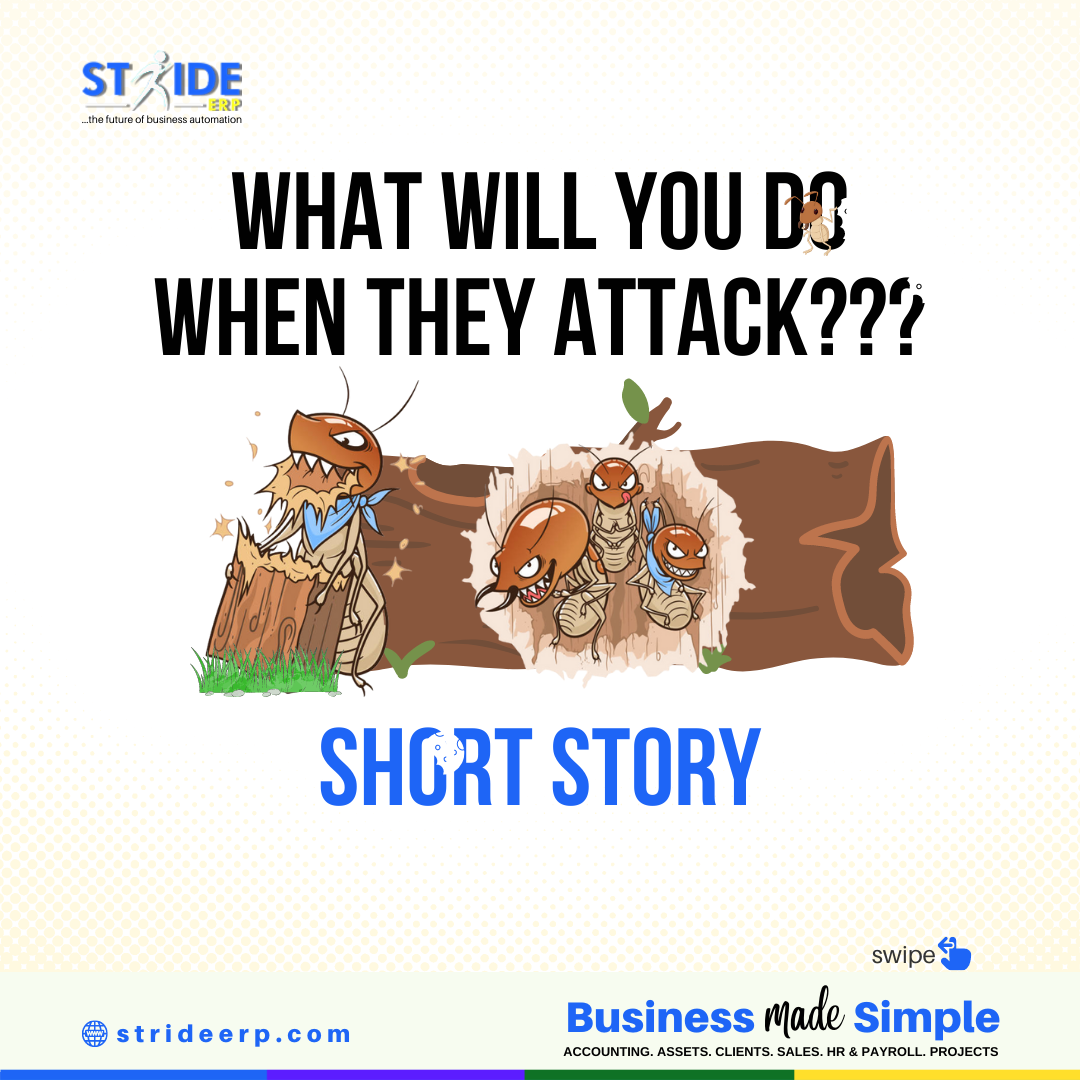 STRIDE
ERP
...the future of business automation
WHAT WILL YOU DO
WHEN THEY ATTACK???
SHORT STORY
swipe
www
strideerp.com
Business made Simple
ACCOUNTING. ASSETS. CLIENTS. SALES. HR & PAYROLL. PROJECTS